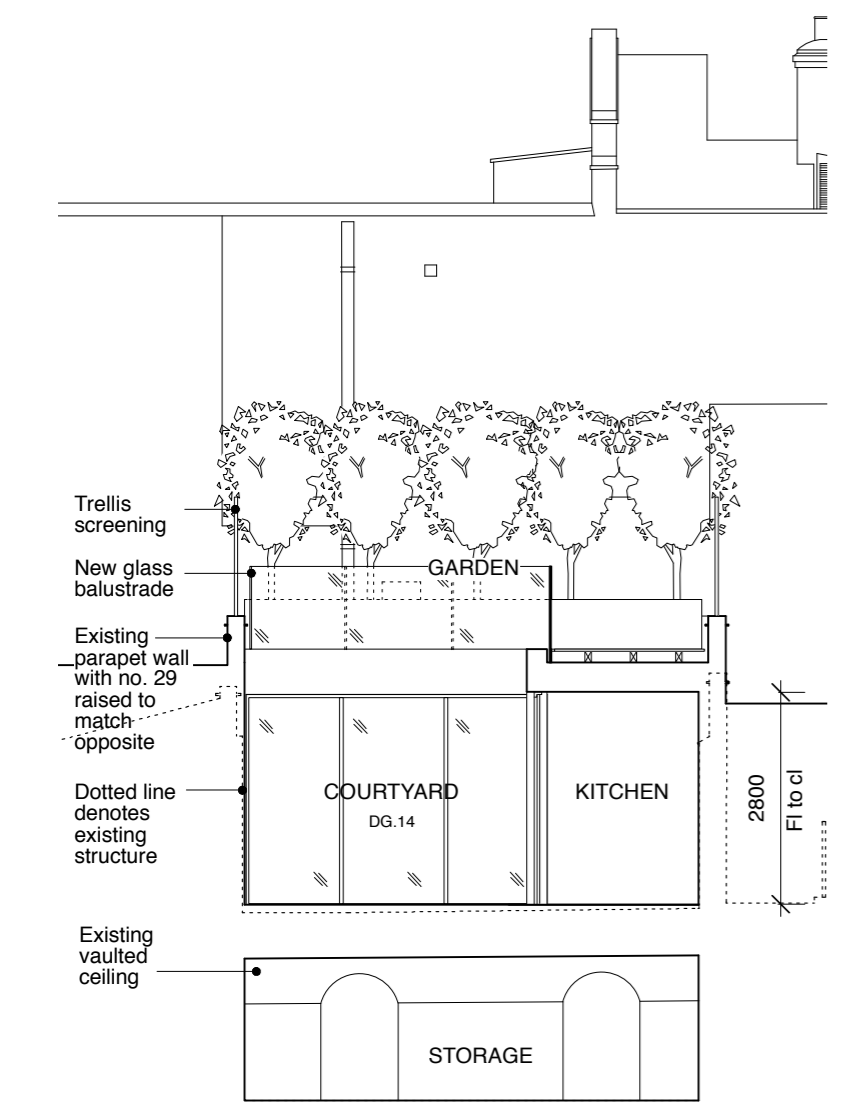 Trellis
screening
New glass
balustrade
GARDEN
Existing
parapet wall
with no. 29
raised to
match
opposite
Dotted line
denotes
existing
structure
COURTYARD
DG.14
KITCHEN
2800
Fl to cl
Existing
vaulted
ceiling
STORAGE